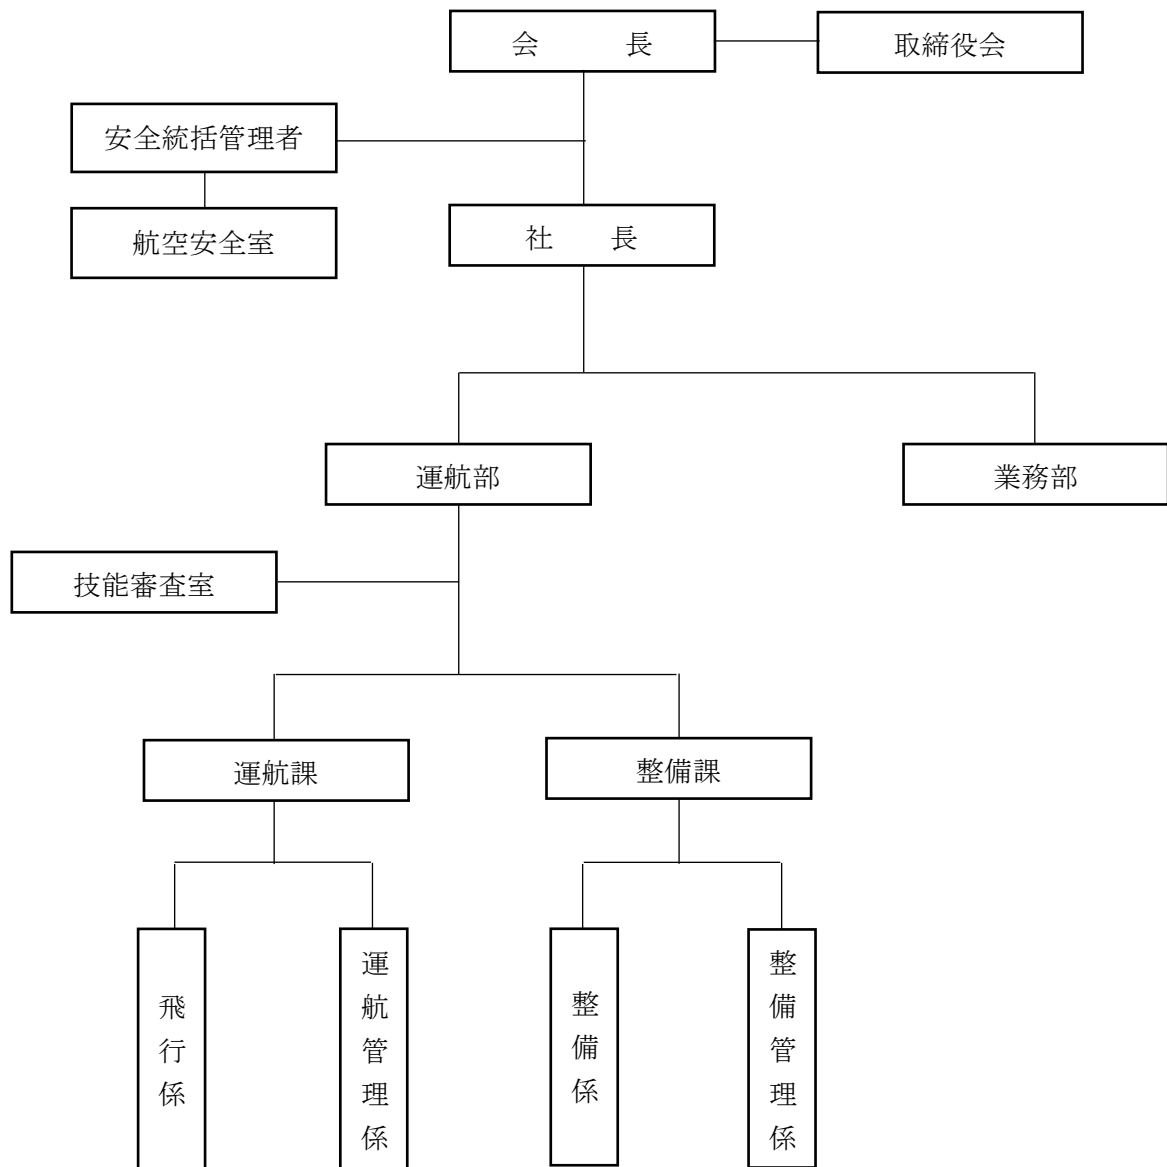 会長
取締役会
安全統括管理者
航空安全室
社長
運航部
業務部
技能審査室
運航課
整備課
飛行係
運航管理係
整備係
整備管理係